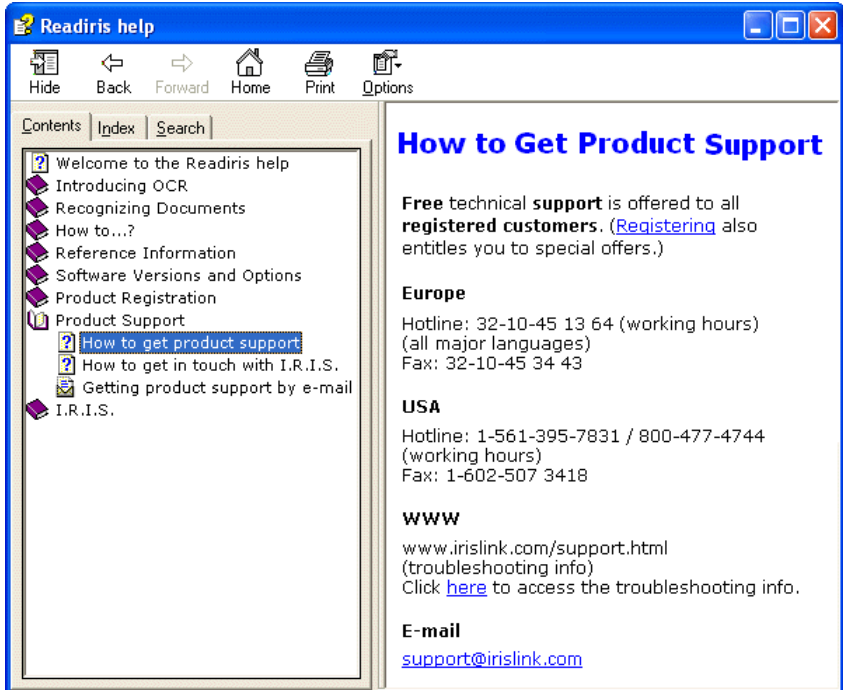 Readiris help
Hide Back Forward Home Print Options
Contents Index Search
Welcome to the Readiris help
Introducing OCR
Recognizing Documents
How to...?
Reference Information
Software Versions and Options
Product Registration
Product Support
How to get product support
How to get in touch with I.R.I.S.
Getting product support by e-mail
I.R.I.S.
How to Get Product Support
Free technical support is offered to all
registered customers. (Registering also
entitles you to special offers.)
Europe
Hotline: 32-10-45 13 64 (working hours)
(all major languages)
Fax: 32-10-45 34 43
USA
Hotline: 1-561-395-7831 / 800-477-4744
(working hours)
Fax: 1-602-507 3418
WWW
www.irislink.com/support.html
(troubleshooting info)
Click here to access the troubleshooting info.
E-mail
support@irislink.com